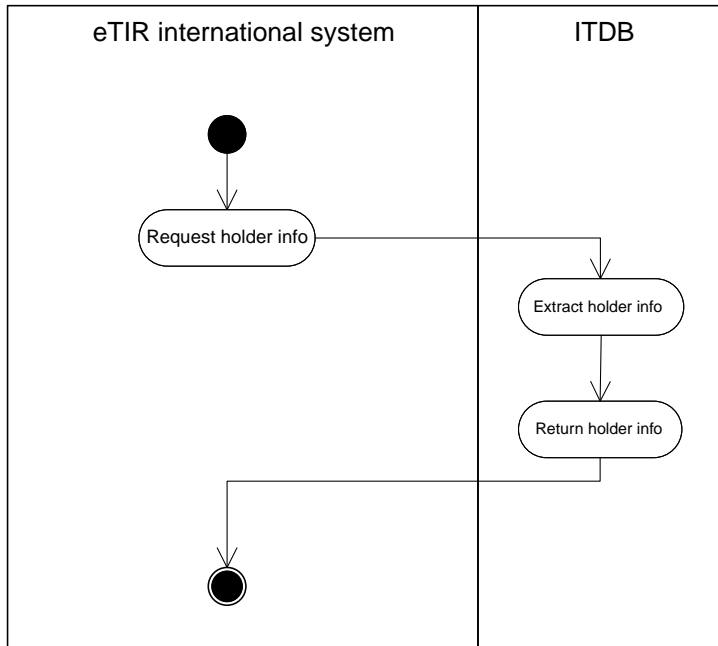 eTIR international system
ITDB
Request holder info
Extract holder info
Return holder info